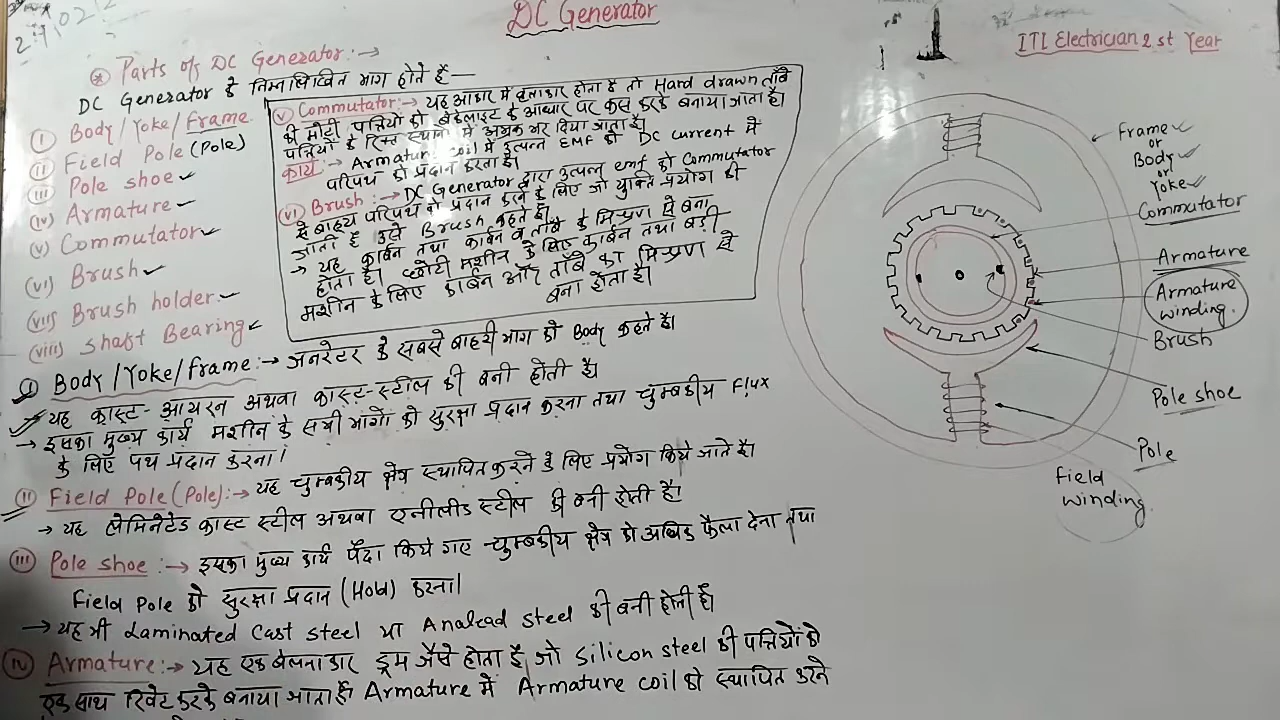 DC Generator
ITI Electrician 2 st Year
Parts of DC Generator :→
DC Generator के निम्नलिखित भाग होते हैं—
(i) Body/Yoke/Frame
(ii) Field Pole (Pole)
(iii) Pole shoe
(iv) Armature
(v) Commutator
(vi) Brush
(vii) Brush holder
(viii) Shaft Bearing
(v) Commutator:→ यह आकार में होता है तो Hard drawn ताँबे
की मोटी पत्तियों को बेकेलाइट के आधार पर कस करके बनाया जाता है।
पत्तियों के रिक्त स्थानों में अभ्रक भर दिया जाता है।
कार्य :→ Armature coil में उत्पन्न EMF को DC current में
परिपथ को प्रदान करता है।
(vi) Brush :→ DC Generator द्वारा उत्पन्न emf को Commutator
से बाहय परिपथ को प्रदान करने के लिए जो युक्ति प्रयोग की
जाती है उसे Brush कहते हैं।
→ यह कार्बन तथा कार्बन व ताँबे के मिश्रण से बना
होता है। छोटी मशीन के लिए कार्बन तथा बड़ी
मशीन के लिए कार्बन और ताँबे का मिश्रण से
बना होता है।
(i) Body/Yoke/frame :→ जनरेटर के सबसे बाहरी भाग को Body कहते हैं।
→ यह कास्ट-आयरन अथवा कास्ट-स्टील की बनी होती है।
→ इसका मुख्य कार्य मशीन के सभी भागो को सुरक्षा प्रदान करना तथा चुम्बकीय Flux
के लिए पथ प्रदान करना।
(ii) Field Pole (Pole):→ यह चुम्बकीय क्षेत्र स्थापित करने के लिए प्रयोग किये जाते है।
→ यह लेमिनेटेड कास्ट स्टील अथवा एनीलीड स्टील की बनी होती है।
(iii) Pole shoe :→ इसका मुख्य कार्य पैदा किये गए चुम्बकीय क्षेत्र को अधिक फैला देना तथा
Field Pole को सुरक्षा प्रदान (Hold) करना।
→ यह भी Laminated Cast steel या Analead steel की बनी होती है।
(iv) Armature :→ यह एक बेलनाकार ड्रम जैसे होता है जो Silicon steel की पत्तियों को
एक साथ रिवेट करके बनाया जाता है। Armature में Armature coil को स्थापित करने
Frame
or
Body
or
Yoke
Commutator
Armature
Armature
winding.
Brush
Pole shoe
Pole
Field
winding.